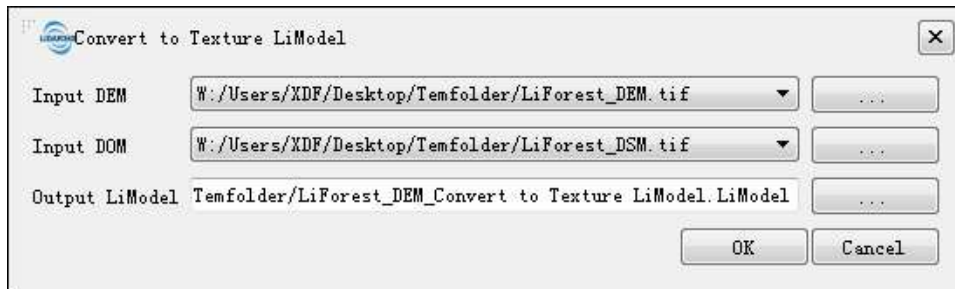 Convert to Texture LiModel
Input DEM W:/Users/XDF/Desktop/Temfolder/LiForest_DEM.tif ...
Input DOM W:/Users/XDF/Desktop/Temfolder/LiForest_DSM.tif ...
Output LiModel Temfolder/LiForest_DEM_Convert to Texture LiModel.LiModel ...
OK Cancel